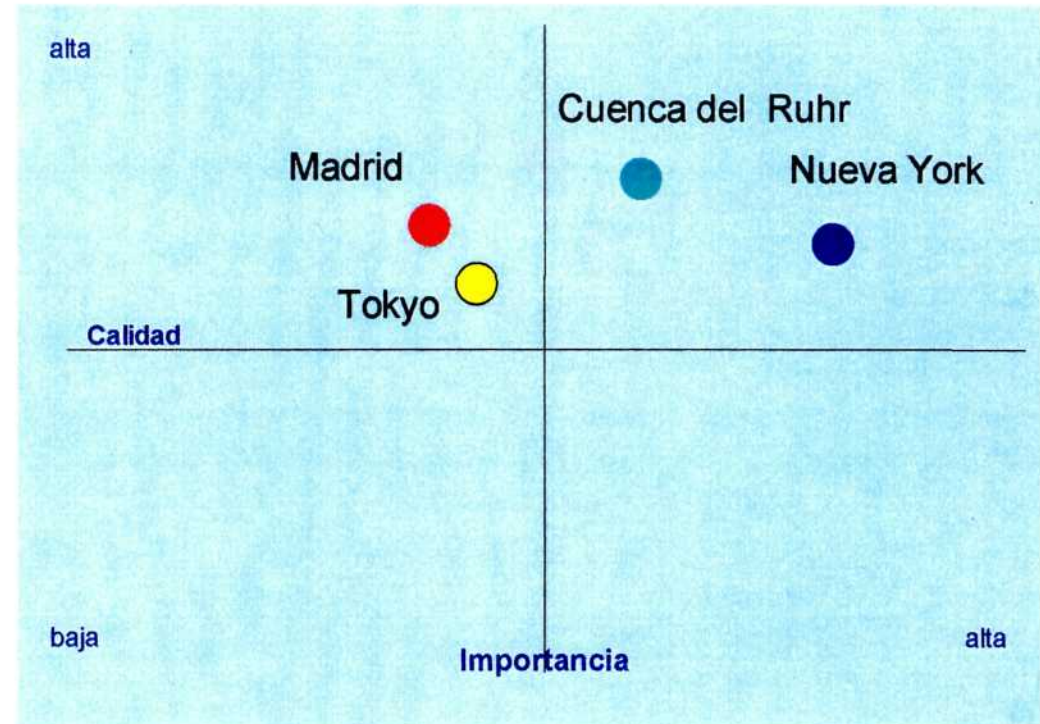 alta
Cuenca del Ruhr
Madrid
Nueva York
Tokyo
Calidad
baja
alta
Importancia